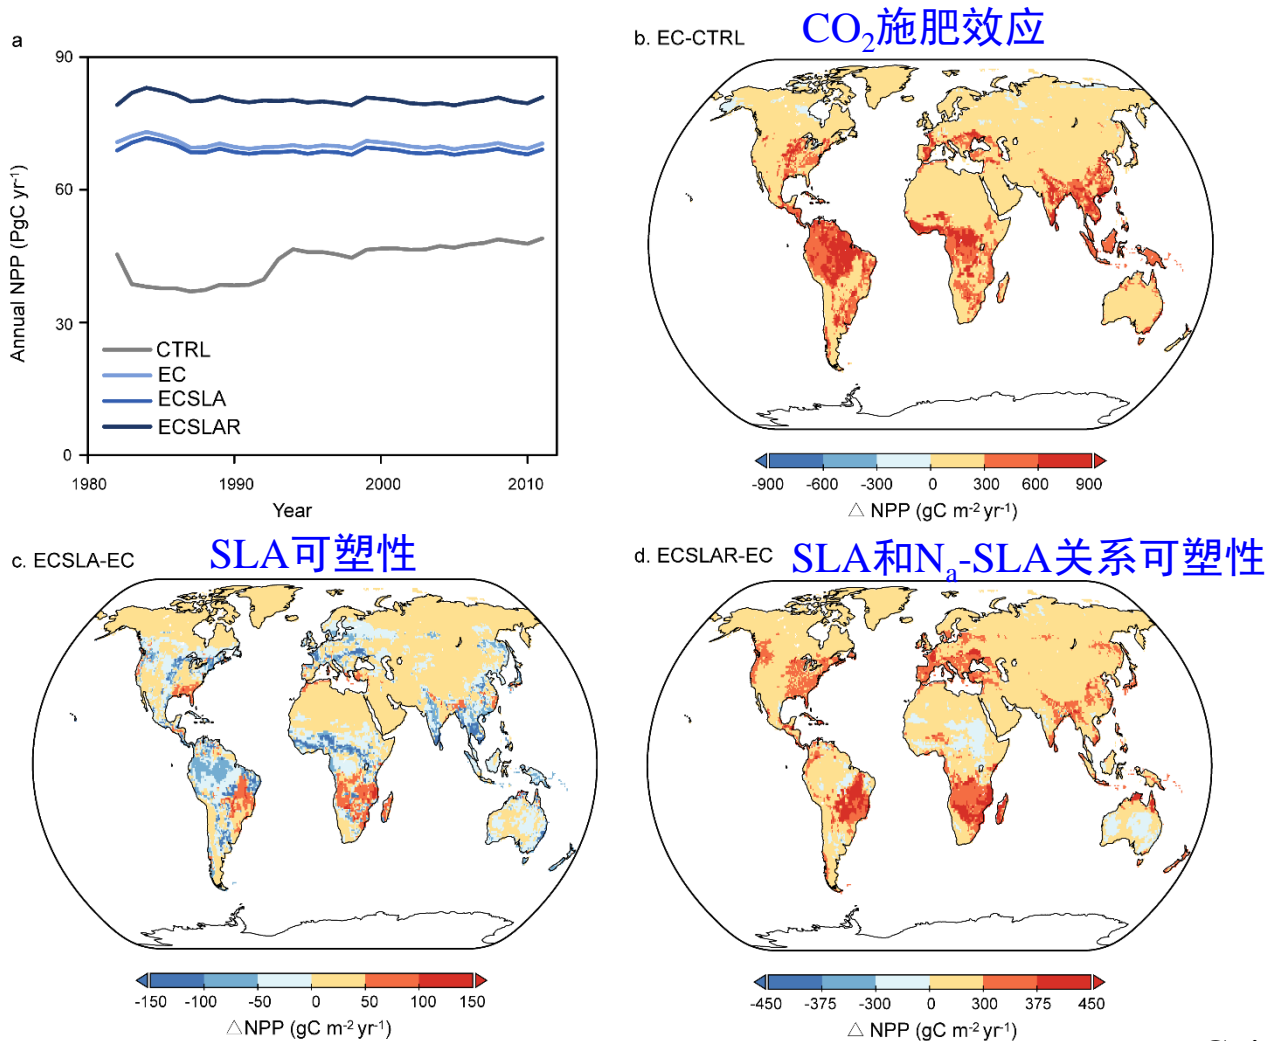 a
90
60
30
0
Annual NPP (PgC yr⁻¹)
CTRL
EC
ECSLA
ECSLAR
1980
1990
2000
2010
Year
b. EC-CTRL
CO₂施肥效应
-900
-600
-300
0
300
600
900
△ NPP (gC m⁻² yr⁻¹)
c. ECSLA-EC
SLA可塑性
-150
-100
-50
0
50
100
150
△NPP (gC m⁻² yr⁻¹)
d. ECSLAR-EC
SLA和Nₐ-SLA关系可塑性
-450
-375
-300
0
300
375
450
△ NPP (gC m⁻² yr⁻¹)